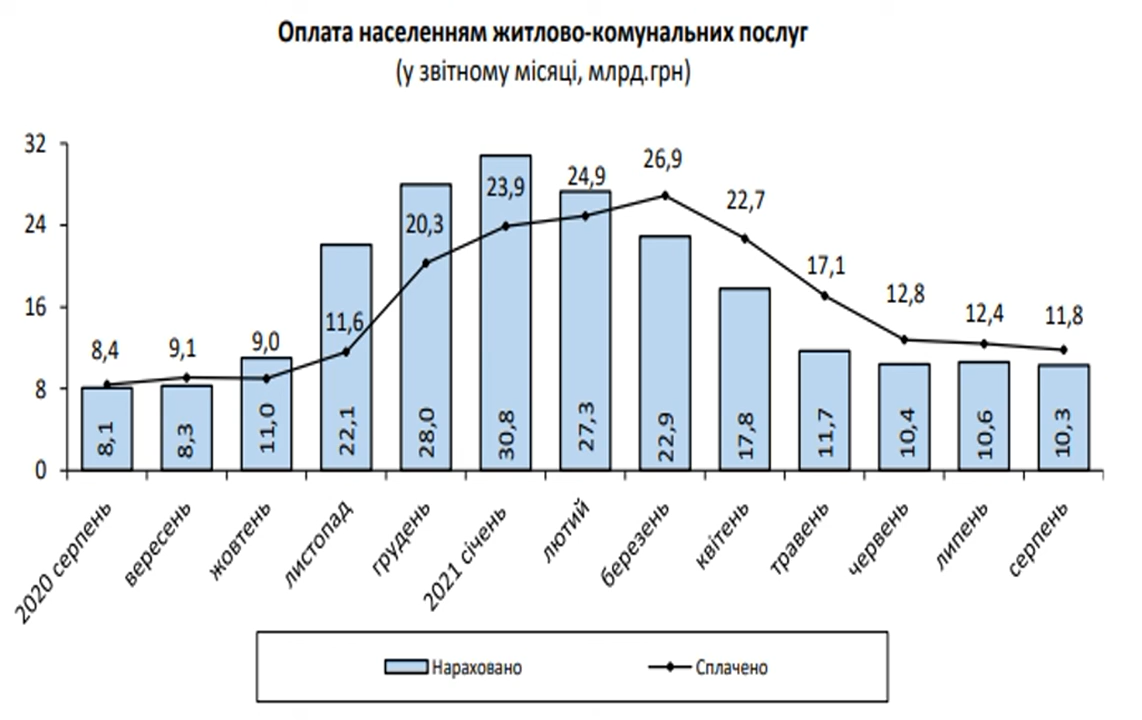 Оплата населенням житлово-комунальних послуг
(у звітному місяці, млрд.грн)
32
24
16
8
0
8,4
9,1
9,0
11,6
20,3
23,9
24,9
26,9
22,7
17,1
12,8
12,4
11,8
8,1
8,3
11,0
22,1
28,0
30,8
27,3
22,9
17,8
11,7
10,4
10,6
10,3
2020 серпень
вересень
жовтень
листопад
грудень
2021 січень
лютий
березень
квітень
травень
червень
липень
серпень
Нараховано
Сплачено